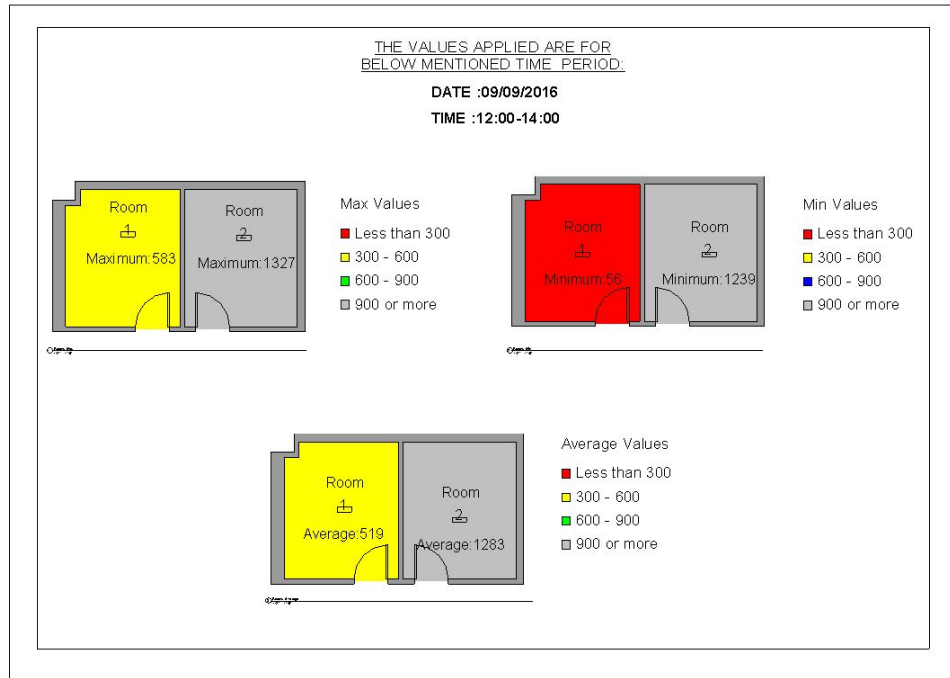 THE VALUES APPLIED ARE FOR
BELOW MENTIONED TIME PERIOD:
DATE :09/09/2016
TIME :12:00-14:00
Room
1
Maximum:583
Room
2
Maximum:1327
Max Values
Less than 300
300 - 600
600 - 900
900 or more
Room
1
Minimum:56
Room
2
Minimum:1239
Min Values
Less than 300
300 - 600
600 - 900
900 or more
Room
1
Average:519
Room
2
Average:1283
Average Values
Less than 300
300 - 600
600 - 900
900 or more